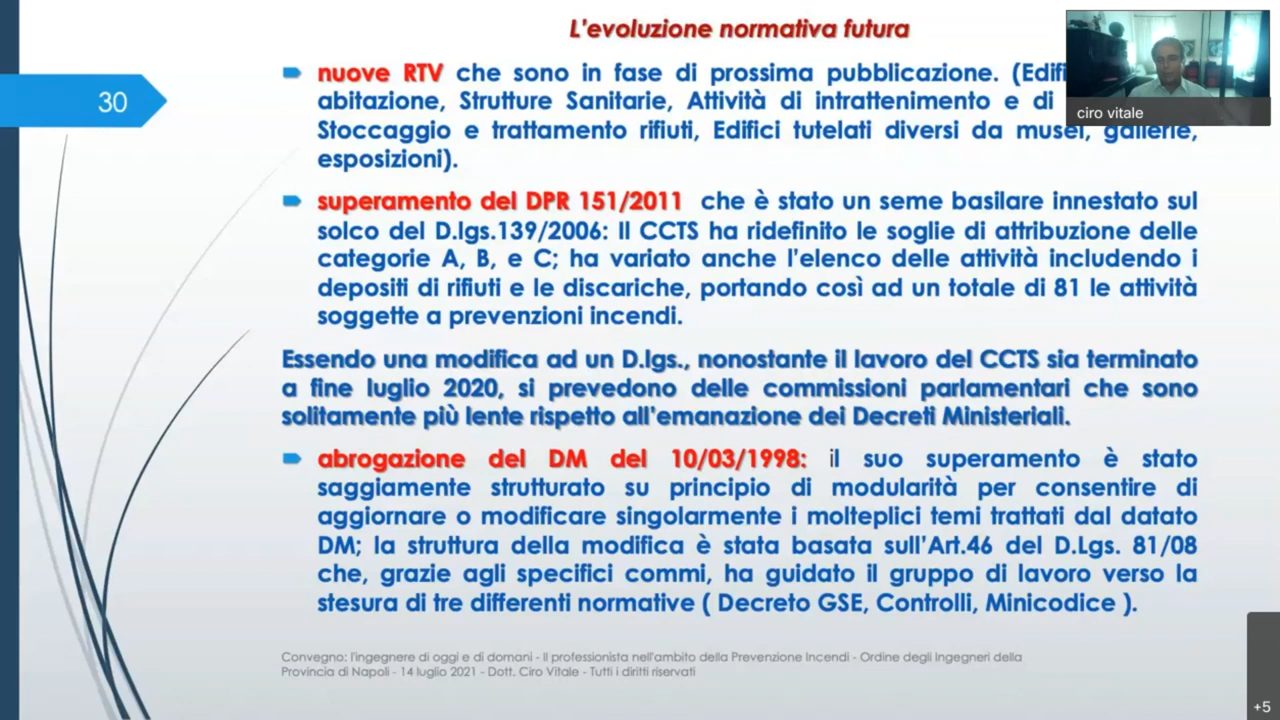 L'evoluzione normativa futura
30
nuove RTV che sono in fase di prossima pubblicazione. (Edifi
abitazione, Strutture Sanitarie, Attività di intrattenimento e di
Stoccaggio e trattamento rifiuti, Edifici tutelati diversi da musei, gallerie,
esposizioni).
superamento del DPR 151/2011 che è stato un seme basilare innestato sul
solco del D.lgs.139/2006: Il CCTS ha ridefinito le soglie di attribuzione delle
categorie A, B, e C; ha variato anche l'elenco delle attività includendo i
depositi di rifiuti e le discariche, portando così ad un totale di 81 le attività
soggette a prevenzioni incendi.
Essendo una modifica ad un D.lgs., nonostante il lavoro del CCTS sia terminato
a fine luglio 2020, si prevedono delle commissioni parlamentari che sono
solitamente più lente rispetto all'emanazione dei Decreti Ministeriali.
abrogazione del DM del 10/03/1998: il suo superamento è stato
saggiamente strutturato su principio di modularità per consentire di
aggiornare o modificare singolarmente i molteplici temi trattati dal datato
DM; la struttura della modifica è stata basata sull'Art.46 del D.Lgs. 81/08
che, grazie agli specifici commi, ha guidato il gruppo di lavoro verso la
stesura di tre differenti normative ( Decreto GSE, Controlli, Minicodice ).
Convegno: l'ingegnere di oggi e di domani - Il professionista nell'ambito della Prevenzione Incendi - Ordine degli Ingegneri della
Provincia di Napoli - 14 luglio 2021 - Dott. Ciro Vitale - Tutti i diritti riservati
ciro vitale
+5